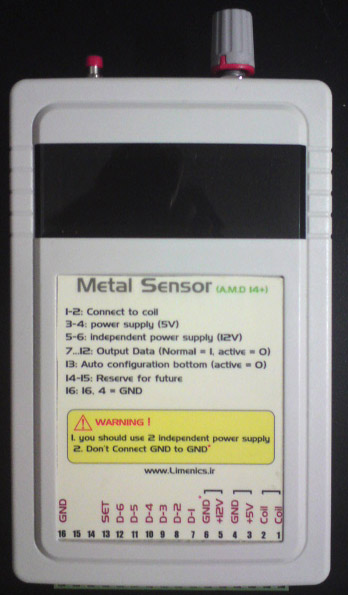 Metal Sensor (A.M.D 14+)
1-2: Connect to coil
3-4: power supply (5V)
5-6: independent power supply (12V)
7...12: Output Data (Normal = 1, active = 0)
13: Auto configuration bottom (active = 0)
14-15: Reserve for future
16: 16, 4 = GND
WARNING !
1. you should use 2 independent power supply
2. Don't Connect GND to GND*
www.Limenics.ir
GND SET D-6 D-5 D-4 D-3 D-2 D-1 GND* +12V GND +5V Coil Coil
16 15 14 13 12 11 10 9 8 7 6 5 4 3 2 1